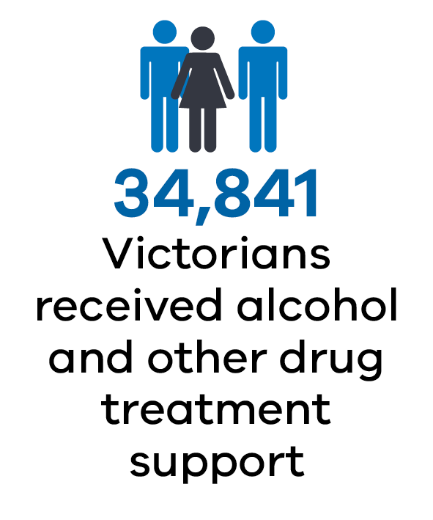 34,841
Victorians
received alcohol
and other drug
treatment
support